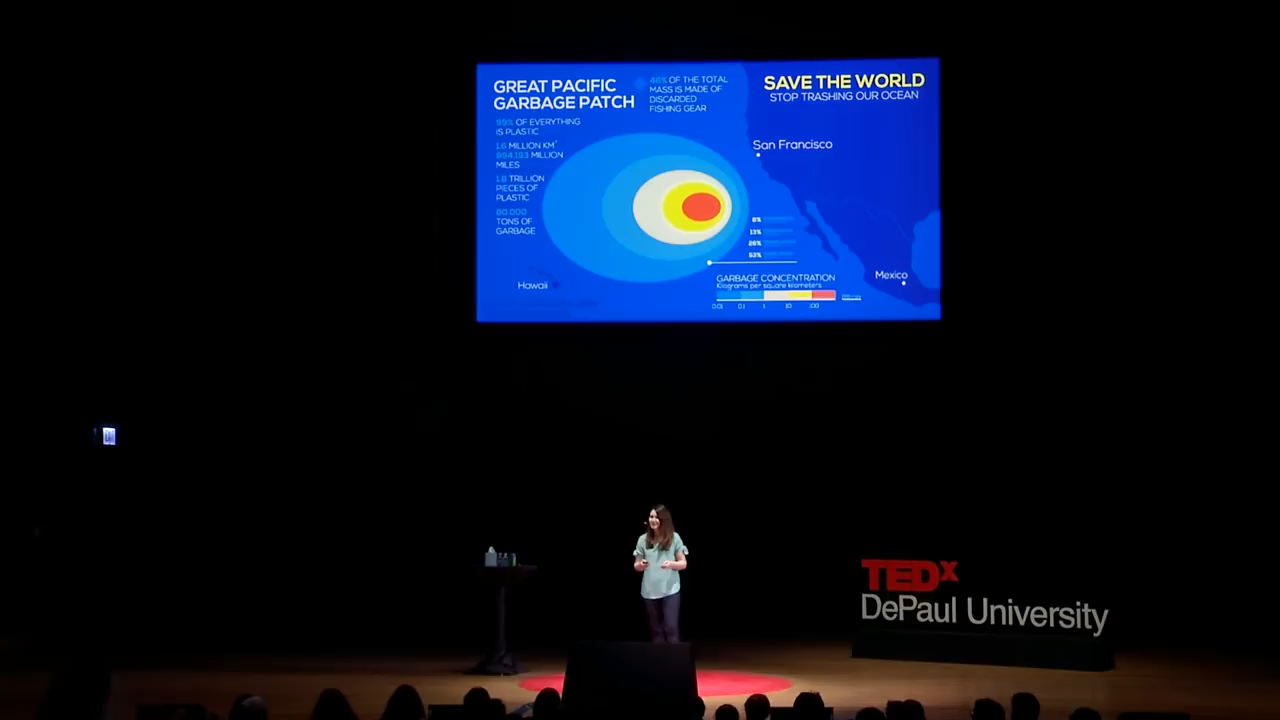 GREAT PACIFIC
GARBAGE PATCH
99% OF EVERYTHING
IS PLASTIC
1.6 MILLION KM²
994.193 MILLION
MILES
1.8 TRILLION
PIECES OF
PLASTIC
80.000
TONS OF
GARBAGE
46% OF THE TOTAL
MASS IS MADE OF
DISCARDED
FISHING GEAR
SAVE THE WORLD
STOP TRASHING OUR OCEAN
San Francisco
8%
13%
26%
53%
Hawaii
Mexico
GARBAGE CONCENTRATION
Kilograms per square kilometers
0.01 0.1 1 10 100
TEDx
DePaul University